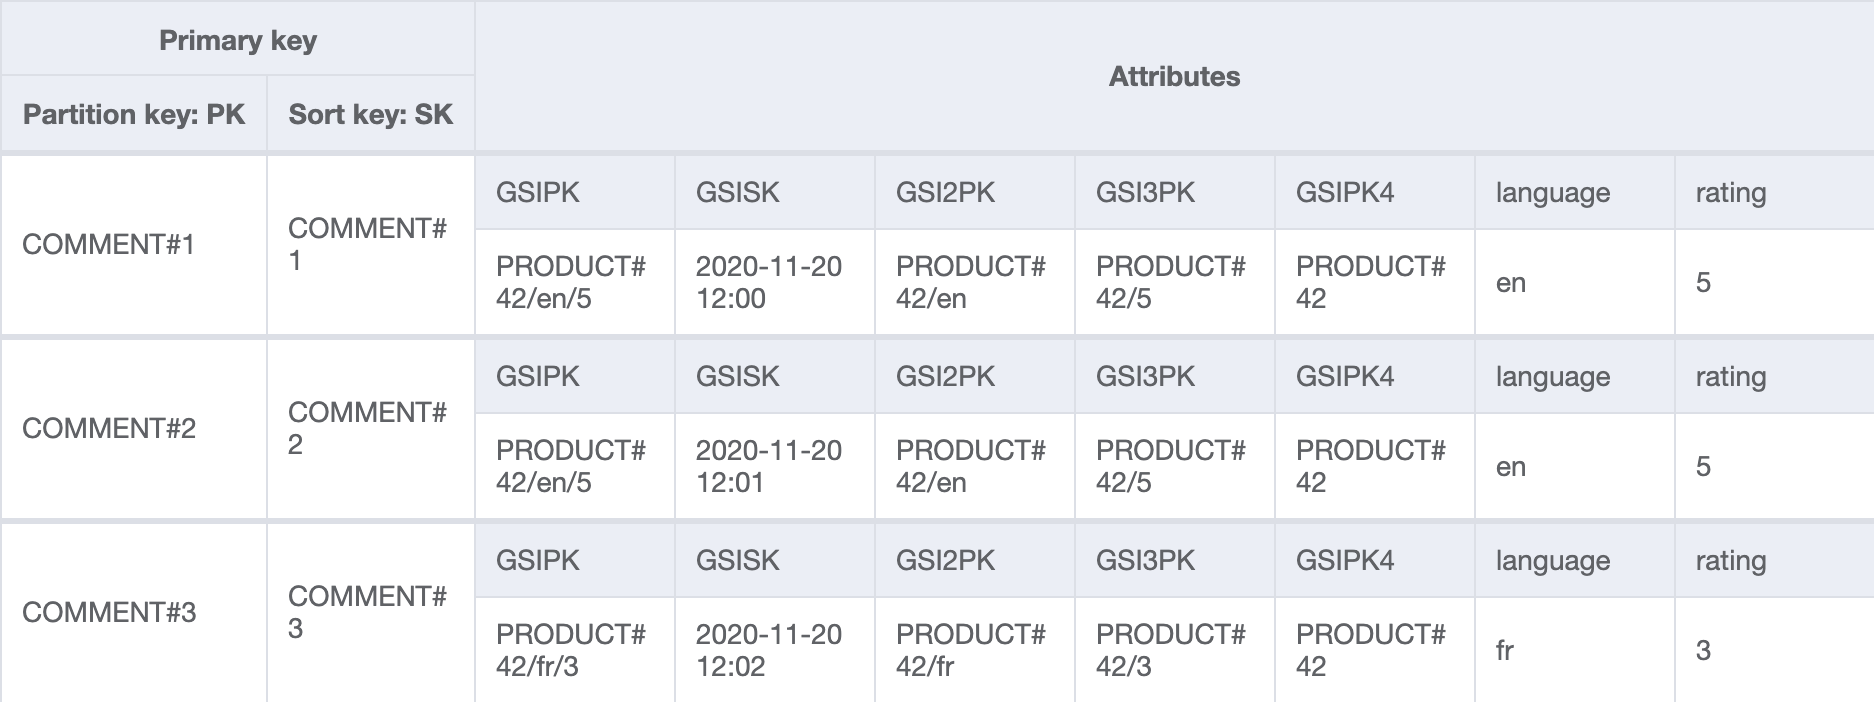 Primary key
Attributes
Partition key: PK
Sort key: SK
GSIPK
GSISK
GSI2PK
GSI3PK
GSIPK4
language
rating
COMMENT#1
COMMENT#
1
PRODUCT#
42/en/5
2020-11-20
12:00
PRODUCT#
42/en
PRODUCT#
42/5
PRODUCT#
42
en
5
GSIPK
GSISK
GSI2PK
GSI3PK
GSIPK4
language
rating
COMMENT#2
COMMENT#
2
PRODUCT#
42/en/5
2020-11-20
12:01
PRODUCT#
42/en
PRODUCT#
42/5
PRODUCT#
42
en
5
GSIPK
GSISK
GSI2PK
GSI3PK
GSIPK4
language
rating
COMMENT#3
COMMENT#
3
PRODUCT#
42/fr/3
2020-11-20
12:02
PRODUCT#
42/fr
PRODUCT#
42/3
PRODUCT#
42
fr
3